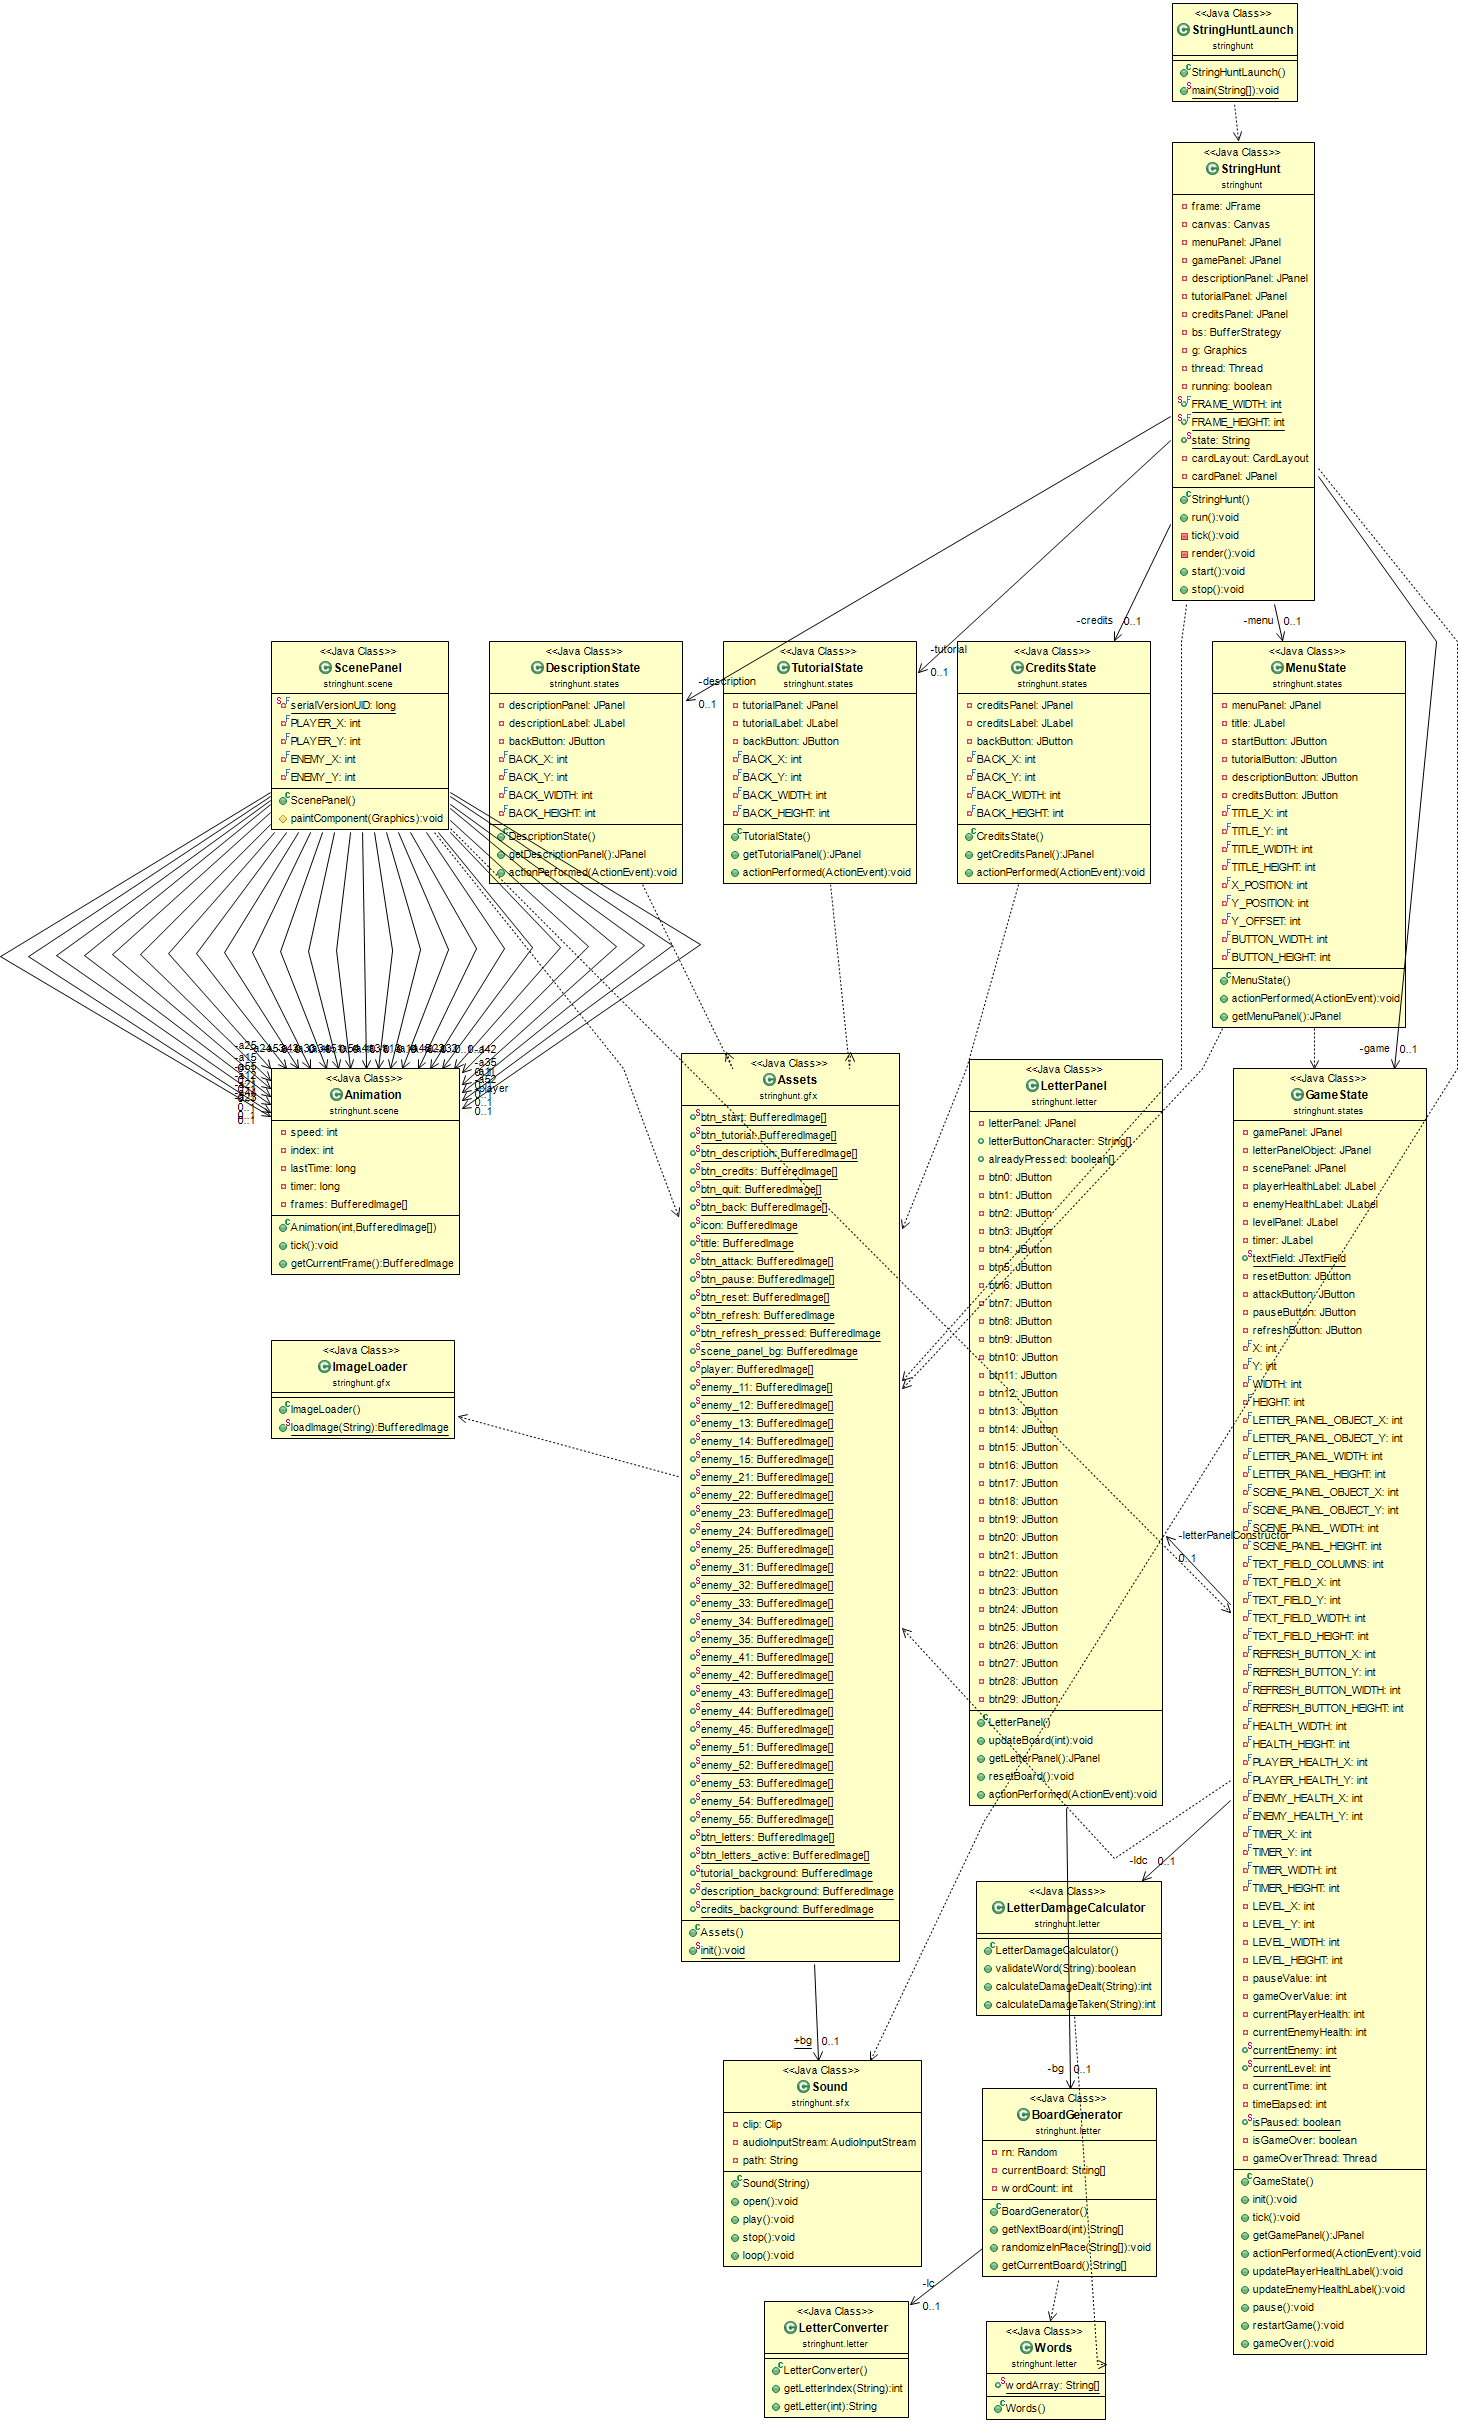 <<Java Class>>
StringHuntLaunch
stringhunt
StringHuntLaunch()
main(String[]):void
<<Java Class>>
StringHunt
stringhunt
frame: JFrame
canvas: Canvas
menuPanel: JPanel
gamePanel: JPanel
descriptionPanel: JPanel
tutorialPanel: JPanel
creditsPanel: JPanel
bs: BufferStrategy
g: Graphics
thread: Thread
running: boolean
FRAME_WIDTH: int
FRAME_HEIGHT: int
state: String
cardLayout: CardLayout
cardPanel: JPanel
StringHunt()
run():void
tick():void
render():void
start():void
stop():void
-credits 0..1
-menu 0..1
-tutorial
0..1
-description
0..1
<<Java Class>>
ScenePanel
stringhunt.scene
serialVersionUID: long
PLAYER_X: int
PLAYER_Y: int
ENEMY_X: int
ENEMY_Y: int
ScenePanel()
paintComponent(Graphics):void
<<Java Class>>
DescriptionState
stringhunt.states
descriptionPanel: JPanel
descriptionLabel: JLabel
backButton: JButton
BACK_X: int
BACK_Y: int
BACK_WIDTH: int
BACK_HEIGHT: int
DescriptionState()
getDescriptionPanel():JPanel
actionPerformed(ActionEvent):void
<<Java Class>>
TutorialState
stringhunt.states
tutorialPanel: JPanel
tutorialLabel: JLabel
backButton: JButton
BACK_X: int
BACK_Y: int
BACK_WIDTH: int
BACK_HEIGHT: int
TutorialState()
getTutorialPanel():JPanel
actionPerformed(ActionEvent):void
<<Java Class>>
CreditsState
stringhunt.states
creditsPanel: JPanel
creditsLabel: JLabel
backButton: JButton
BACK_X: int
BACK_Y: int
BACK_WIDTH: int
BACK_HEIGHT: int
CreditsState()
getCreditsPanel():JPanel
actionPerformed(ActionEvent):void
<<Java Class>>
MenuState
stringhunt.states
menuPanel: JPanel
title: JLabel
startButton: JButton
tutorialButton: JButton
descriptionButton: JButton
creditsButton: JButton
TITLE_X: int
TITLE_Y: int
TITLE_WIDTH: int
TITLE_HEIGHT: int
X_POSITION: int
Y_POSITION: int
Y_OFFSET: int
BUTTON_WIDTH: int
BUTTON_HEIGHT: int
MenuState()
actionPerformed(ActionEvent):void
getMenuPanel():JPanel
-game 0..1
-a25
-a15
-a42
-a35
0..1
0..1
0..1
0..1
<<Java Class>>
Animation
stringhunt.scene
speed: int
index: int
lastTime: long
timer: long
frames: BufferedImage[]
Animation(int,BufferedImage[])
tick():void
getCurrentFrame():BufferedImage
<<Java Class>>
ImageLoader
stringhunt.gfx
ImageLoader()
loadImage(String):BufferedImage
<<Java Class>>
Assets
stringhunt.gfx
btn_start: BufferedImage[]
btn_tutorial: BufferedImage[]
btn_description: BufferedImage[]
btn_credits: BufferedImage[]
btn_quit: BufferedImage[]
btn_back: BufferedImage[]
icon: BufferedImage
title: BufferedImage
btn_attack: BufferedImage[]
btn_pause: BufferedImage[]
btn_reset: BufferedImage[]
btn_refresh: BufferedImage
btn_refresh_pressed: BufferedImage
scene_panel_bg: BufferedImage
player: BufferedImage[]
enemy_11: BufferedImage[]
enemy_12: BufferedImage[]
enemy_13: BufferedImage[]
enemy_14: BufferedImage[]
enemy_15: BufferedImage[]
enemy_21: BufferedImage[]
enemy_22: BufferedImage[]
enemy_23: BufferedImage[]
enemy_24: BufferedImage[]
enemy_25: BufferedImage[]
enemy_31: BufferedImage[]
enemy_32: BufferedImage[]
enemy_33: BufferedImage[]
enemy_34: BufferedImage[]
enemy_35: BufferedImage[]
enemy_41: BufferedImage[]
enemy_42: BufferedImage[]
enemy_43: BufferedImage[]
enemy_44: BufferedImage[]
enemy_45: BufferedImage[]
enemy_51: BufferedImage[]
enemy_52: BufferedImage[]
enemy_53: BufferedImage[]
enemy_54: BufferedImage[]
enemy_55: BufferedImage[]
btn_letters: BufferedImage[]
btn_letters_active: BufferedImage[]
tutorial_background: BufferedImage
description_background: BufferedImage
credits_background: BufferedImage
Assets()
init():void
<<Java Class>>
LetterPanel
stringhunt.letter
letterPanel: JPanel
letterButtonCharacter: String[]
alreadyPressed: boolean[]
btn0: JButton
btn1: JButton
btn2: JButton
btn3: JButton
btn4: JButton
btn5: JButton
btn6: JButton
btn7: JButton
btn8: JButton
btn9: JButton
btn10: JButton
btn11: JButton
btn12: JButton
btn13: JButton
btn14: JButton
btn15: JButton
btn16: JButton
btn17: JButton
btn18: JButton
btn19: JButton
btn20: JButton
btn21: JButton
btn22: JButton
btn23: JButton
btn24: JButton
btn25: JButton
btn26: JButton
btn27: JButton
btn28: JButton
btn29: JButton
LetterPanel()
updateBoard(int):void
getLetterPanel():JPanel
resetBoard():void
actionPerformed(ActionEvent):void
-letterPanelConstructor
0..1
<<Java Class>>
GameState
stringhunt.states
gamePanel: JPanel
letterPanelObject: JPanel
scenePanel: JPanel
playerHealthLabel: JLabel
enemyHealthLabel: JLabel
levelPanel: JLabel
timer: JLabel
textField: JTextField
resetButton: JButton
attackButton: JButton
pauseButton: JButton
refreshButton: JButton
X: int
Y: int
WIDTH: int
HEIGHT: int
LETTER_PANEL_OBJECT_X: int
LETTER_PANEL_OBJECT_Y: int
LETTER_PANEL_WIDTH: int
LETTER_PANEL_HEIGHT: int
SCENE_PANEL_OBJECT_X: int
SCENE_PANEL_OBJECT_Y: int
SCENE_PANEL_WIDTH: int
SCENE_PANEL_HEIGHT: int
TEXT_FIELD_COLUMNS: int
TEXT_FIELD_X: int
TEXT_FIELD_Y: int
TEXT_FIELD_WIDTH: int
TEXT_FIELD_HEIGHT: int
REFRESH_BUTTON_X: int
REFRESH_BUTTON_Y: int
REFRESH_BUTTON_WIDTH: int
REFRESH_BUTTON_HEIGHT: int
HEALTH_WIDTH: int
HEALTH_HEIGHT: int
PLAYER_HEALTH_X: int
PLAYER_HEALTH_Y: int
ENEMY_HEALTH_X: int
ENEMY_HEALTH_Y: int
TIMER_X: int
TIMER_Y: int
TIMER_WIDTH: int
TIMER_HEIGHT: int
LEVEL_X: int
LEVEL_Y: int
LEVEL_WIDTH: int
LEVEL_HEIGHT: int
pauseValue: int
gameOverValue: int
currentPlayerHealth: int
currentEnemyHealth: int
currentEnemy: int
currentLevel: int
currentTime: int
timeElapsed: int
isPaused: boolean
isGameOver: boolean
gameOverThread: Thread
GameState()
init():void
tick():void
getGamePanel():JPanel
actionPerformed(ActionEvent):void
updatePlayerHealthLabel():void
updateEnemyHealthLabel():void
pause():void
restartGame():void
gameOver():void
-ldc 0..1
<<Java Class>>
LetterDamageCalculator
stringhunt.letter
LetterDamageCalculator()
validateWord(String):boolean
calculateDamageDealt(String):int
calculateDamageTaken(String):int
+bg 0..1
-bg 0..1
<<Java Class>>
Sound
stringhunt.sfx
clip: Clip
audioInputStream: AudioInputStream
path: String
Sound(String)
open():void
play():void
stop():void
loop():void
<<Java Class>>
BoardGenerator
stringhunt.letter
rn: Random
currentBoard: String[]
wordCount: int
BoardGenerator()
getNextBoard(int):String[]
randomizeInPlace(String[]):void
getCurrentBoard():String[]
-lc
0..1
<<Java Class>>
LetterConverter
stringhunt.letter
LetterConverter()
getLetterIndex(String):int
getLetter(int):String
<<Java Class>>
Words
stringhunt.letter
wordArray: String[]
Words()